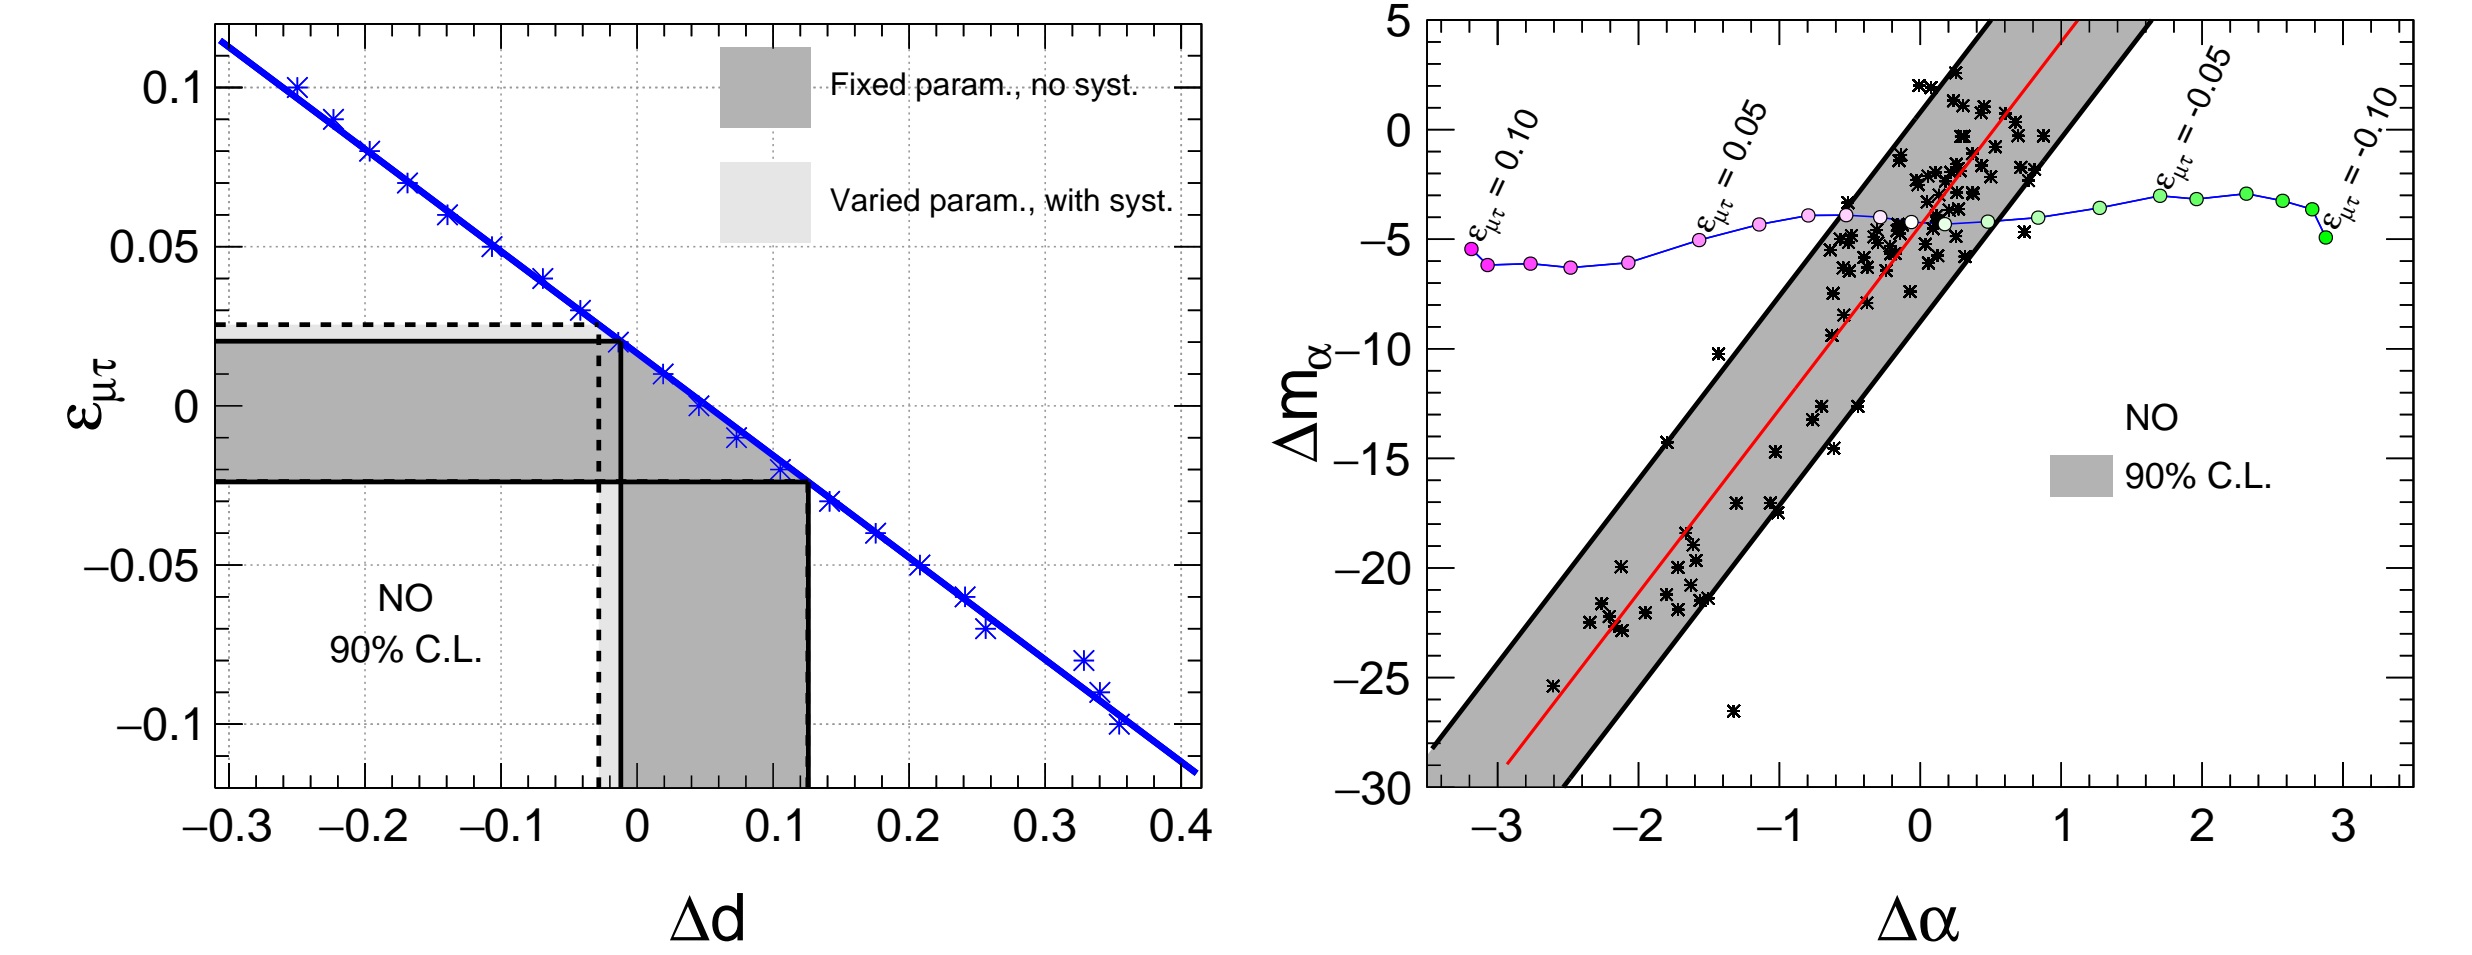 0.1
0.05
0
−0.05
−0.1
εμτ
Fixed param., no syst.
Varied param., with syst.
NO
90% C.L.
−0.3 −0.2 −0.1 0 0.1 0.2 0.3 0.4
Δd
5
0
−5
−10
−15
−20
−25
−30
Δmα
εμτ = 0.10
εμτ = 0.05
εμτ = -0.05
εμτ = -0.10
NO
90% C.L.
−3 −2 −1 0 1 2 3
Δα